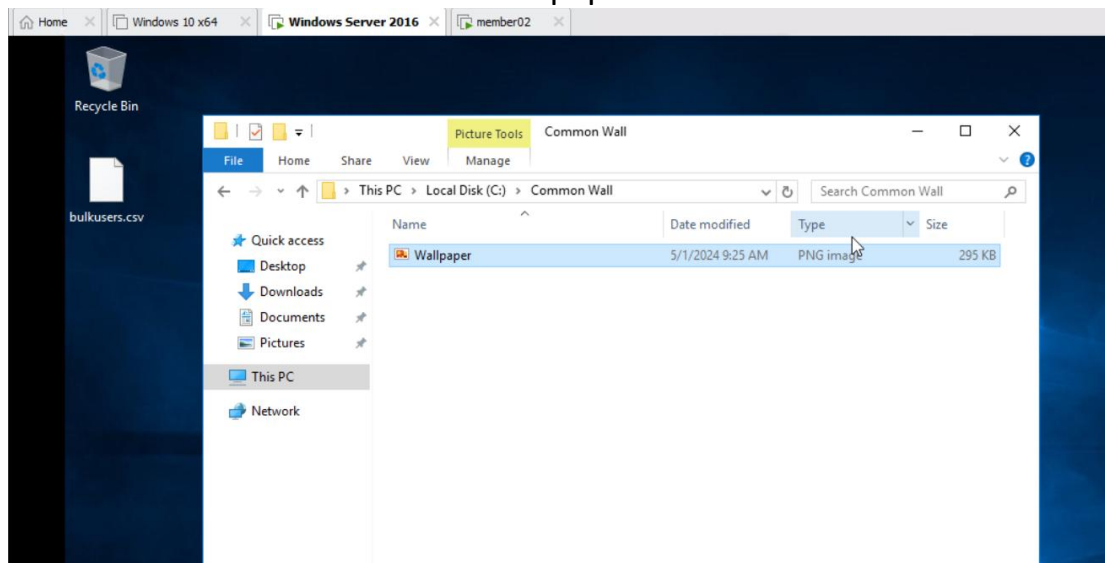 Home
Windows 10 x64
Windows Server 2016
member02
Recycle Bin
bulkusers.csv
Picture Tools
Common Wall
File
Home
Share
View
Manage
This PC > Local Disk (C:) > Common Wall
Search Common Wall
Name
Date modified
Type
Size
Quick access
Desktop
Downloads
Documents
Pictures
This PC
Network
Wallpaper
5/1/2024 9:25 AM
PNG image
295 KB